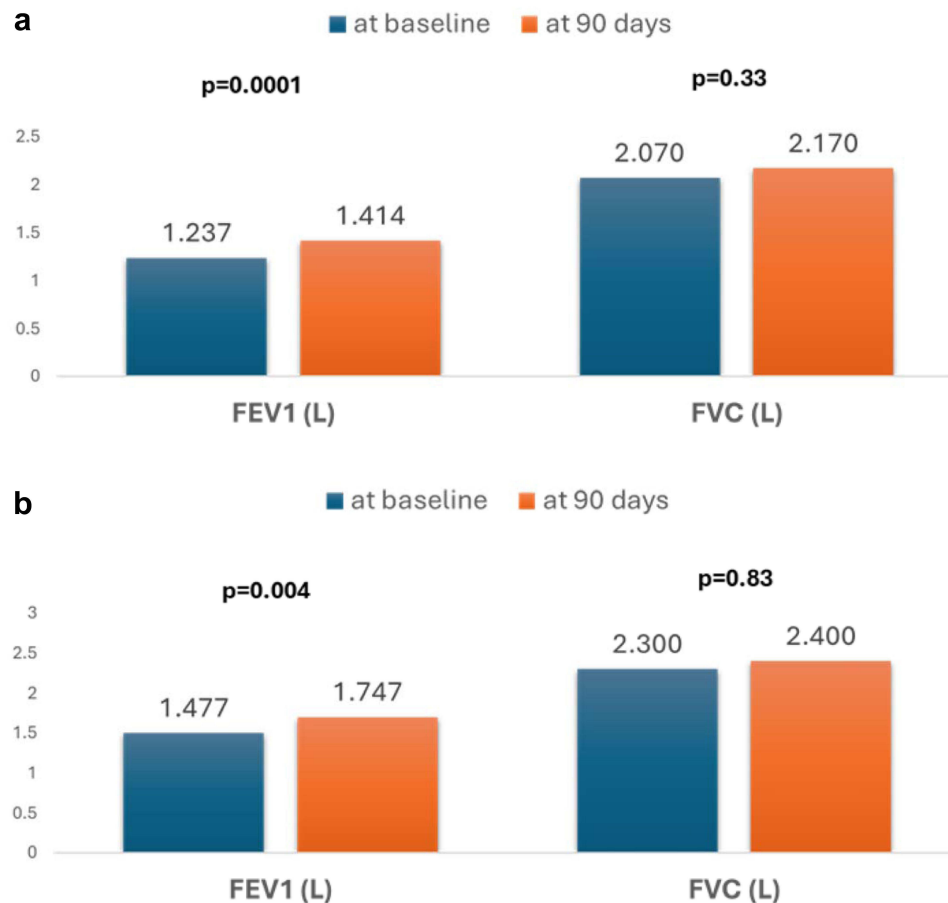 a
at baseline at 90 days
p=0.0001 p=0.33
2.5
2
1.5
1
0.5
0
1.237 1.414 2.070 2.170
FEV1 (L) FVC (L)
b
at baseline at 90 days
p=0.004 p=0.83
3
2.5
2
1.5
1
0.5
0
1.477 1.747 2.300 2.400
FEV1 (L) FVC (L)